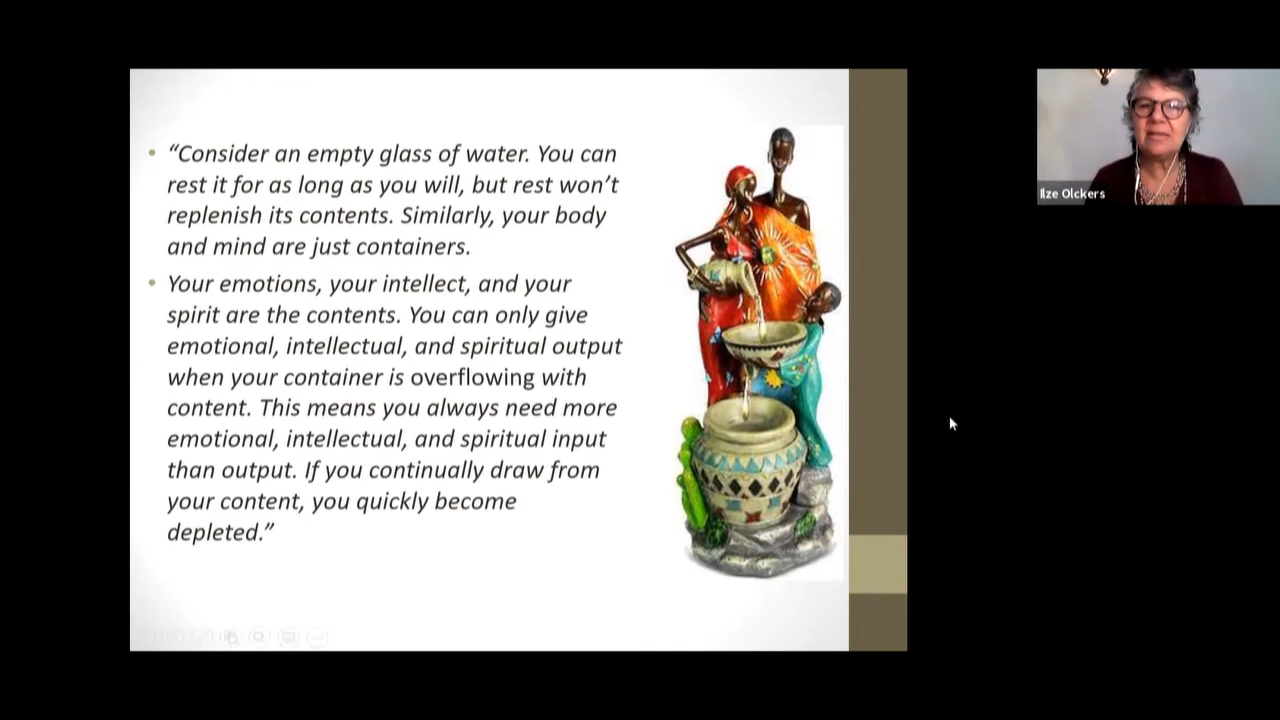 “Consider an empty glass of water. You can
rest it for as long as you will, but rest won’t
replenish its contents. Similarly, your body
and mind are just containers.
Your emotions, your intellect, and your
spirit are the contents. You can only give
emotional, intellectual, and spiritual output
when your container is overflowing with
content. This means you always need more
emotional, intellectual, and spiritual input
than output. If you continually draw from
your content, you quickly become
depleted.”
Ilze Olckers